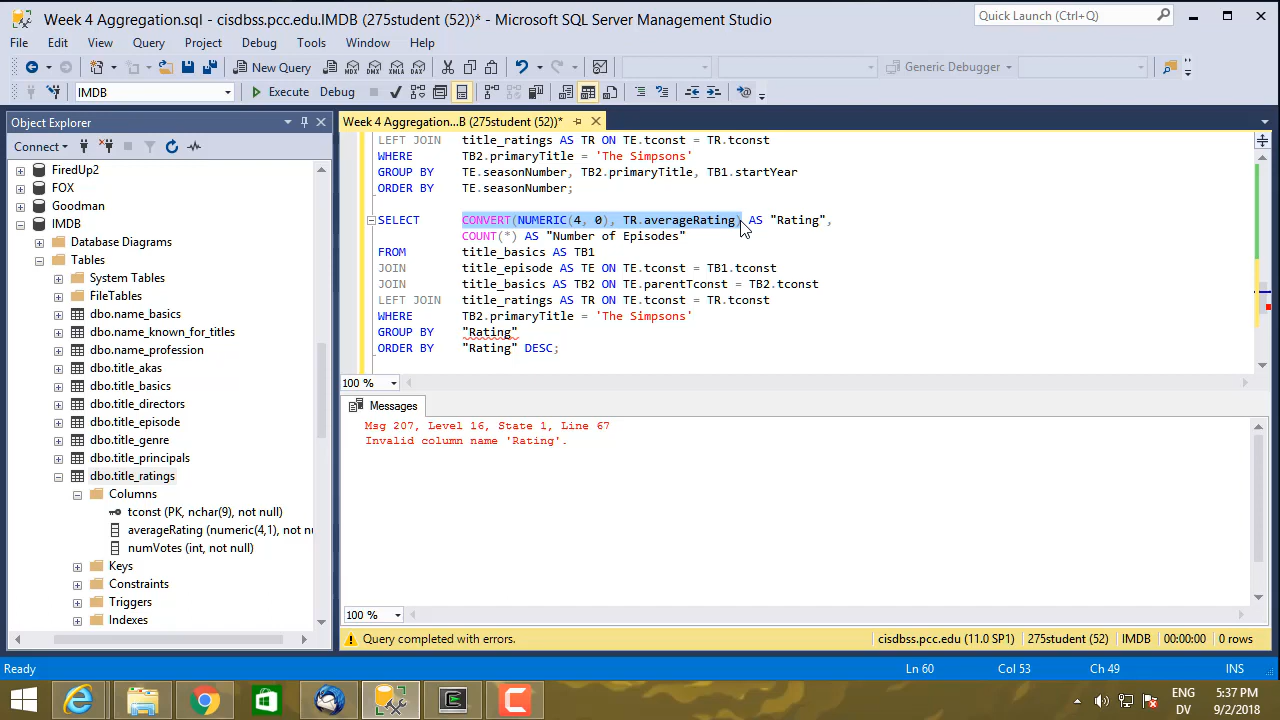 Week 4 Aggregation.sql - cisdbss.pcc.edu.IMDB (275student (52))* - Microsoft SQL Server Management Studio
Quick Launch (Ctrl+Q)
File Edit View Query Project Debug Tools Window Help
New Query MDX DMX XMLA DAX Generic Debugger
IMDB Execute Debug
Object Explorer
Week 4 Aggregation...B (275student (52))*
Connect
FiredUp2
FOX
Goodman
IMDB
Database Diagrams
Tables
System Tables
FileTables
dbo.name_basics
dbo.name_known_for_titles
dbo.name_profession
dbo.title_akas
dbo.title_basics
dbo.title_directors
dbo.title_episode
dbo.title_genre
dbo.title_principals
dbo.title_ratings
Columns
tconst (PK, nchar(9), not null)
averageRating (numeric(4,1), not nu
numVotes (int, not null)
Keys
Constraints
Triggers
Indexes
LEFT JOIN title_ratings AS TR ON TE.tconst = TR.tconst
WHERE TB2.primaryTitle = 'The Simpsons'
GROUP BY TE.seasonNumber, TB2.primaryTitle, TB1.startYear
ORDER BY TE.seasonNumber;
SELECT CONVERT(NUMERIC(4, 0), TR.averageRating) AS "Rating",
COUNT(*) AS "Number of Episodes"
FROM title_basics AS TB1
JOIN title_episode AS TE ON TE.tconst = TB1.tconst
JOIN title_basics AS TB2 ON TE.parentTconst = TB2.tconst
LEFT JOIN title_ratings AS TR ON TE.tconst = TR.tconst
WHERE TB2.primaryTitle = 'The Simpsons'
GROUP BY "Rating"
ORDER BY "Rating" DESC;
100 %
Messages
Msg 207, Level 16, State 1, Line 67
Invalid column name 'Rating'.
100 %
Query completed with errors. cisdbss.pcc.edu (11.0 SP1) 275student (52) IMDB 00:00:00 0 rows
Ready Ln 60 Col 53 Ch 49 INS
ENG 5:37 PM
DV 9/2/2018